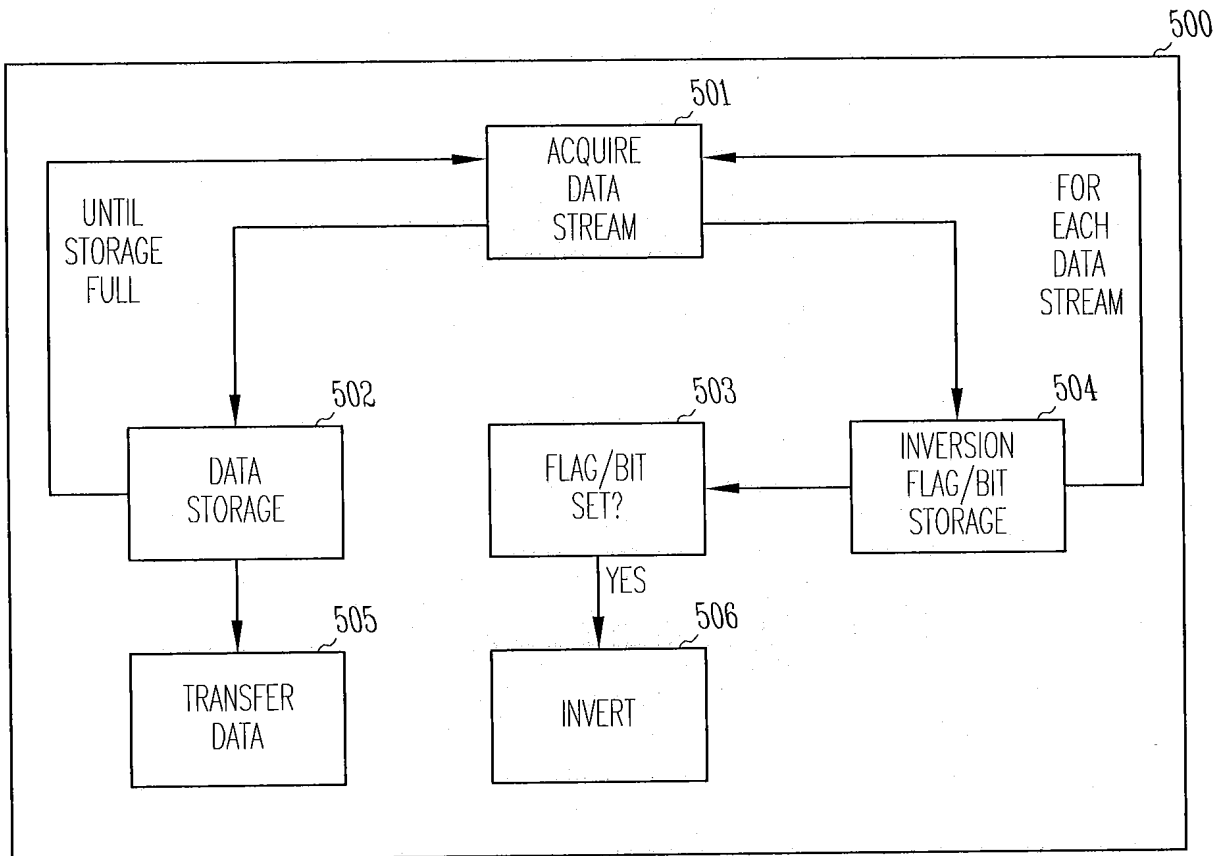 500
501
ACQUIRE
DATA
STREAM
UNTIL
STORAGE
FULL
FOR
EACH
DATA
STREAM
502
DATA
STORAGE
503
FLAG/BIT
SET?
504
INVERSION
FLAG/BIT
STORAGE
YES
505
TRANSFER
DATA
506
INVERT